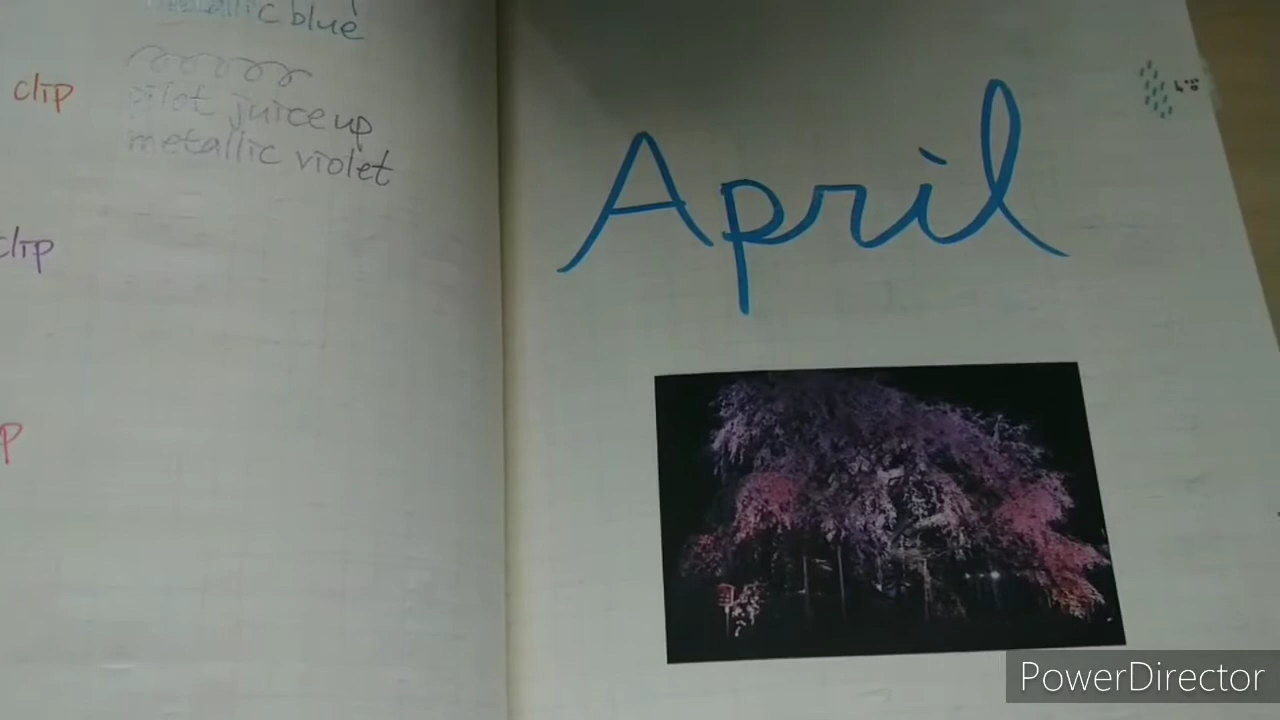 metallic blue
clip
pilot juice up
metallic violet
clip
p
April
PowerDirector